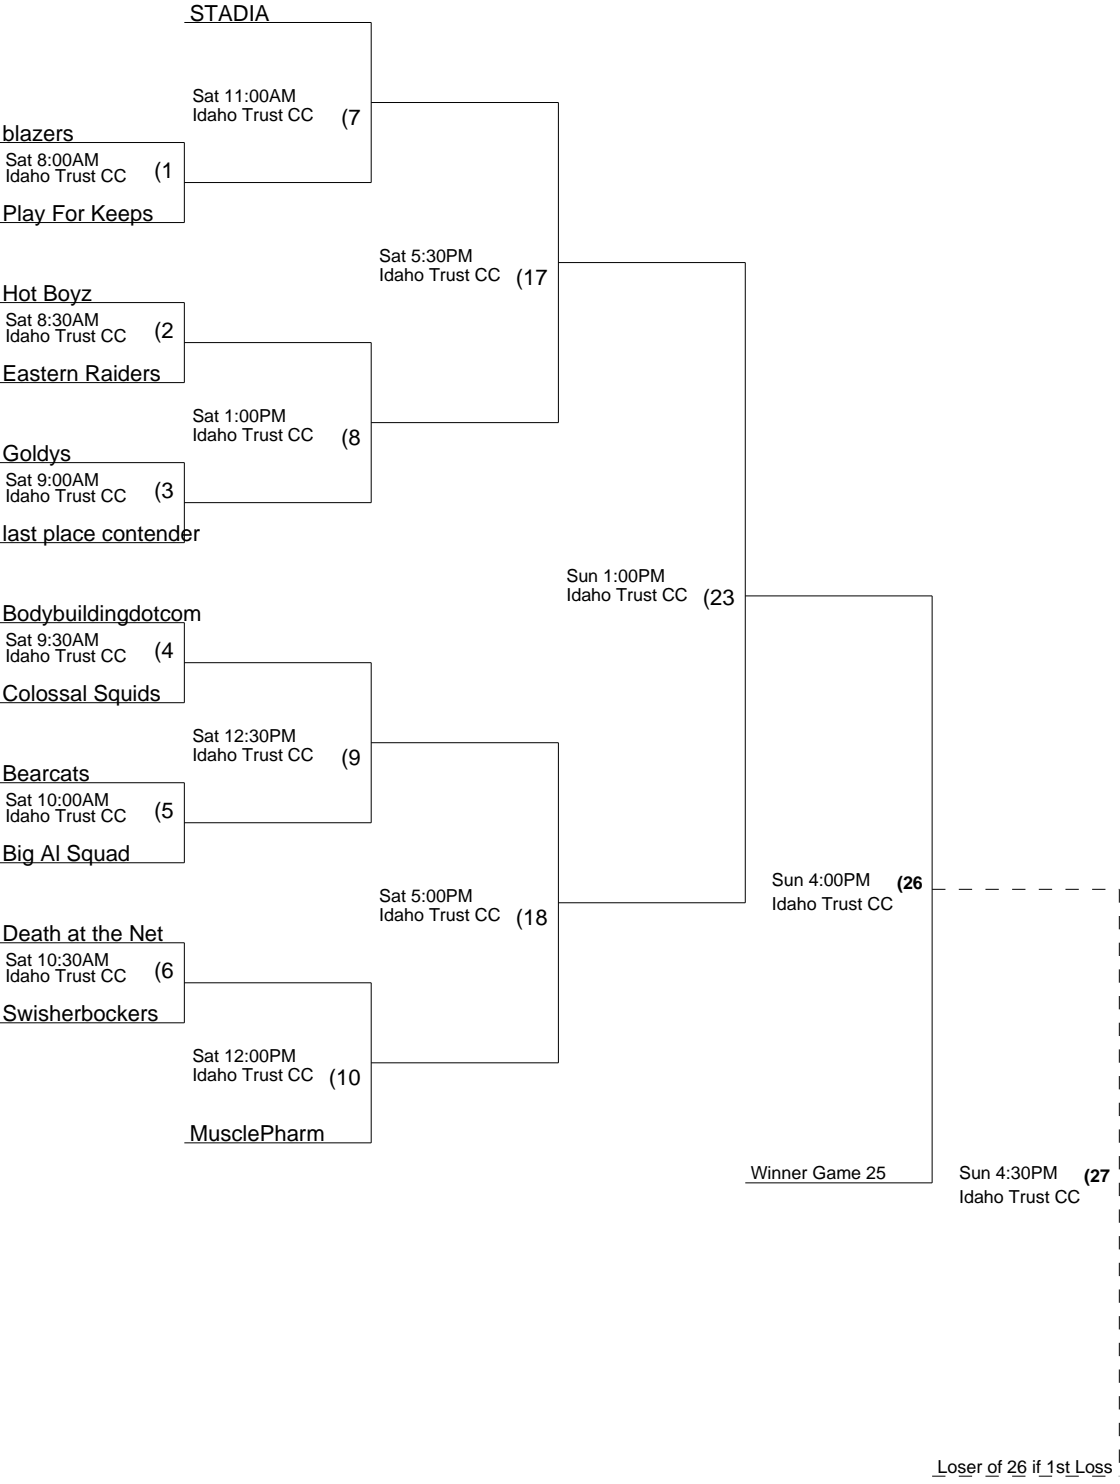 STADIA
Sat 11:00AM
Idaho Trust CC (7
blazers
Sat 8:00AM
Idaho Trust CC (1
Play For Keeps
Sat 5:30PM
Idaho Trust CC (17
Hot Boyz
Sat 8:30AM
Idaho Trust CC (2
Eastern Raiders
Sat 1:00PM
Idaho Trust CC (8
Goldys
Sat 9:00AM
Idaho Trust CC (3
last place contender
Sun 1:00PM
Idaho Trust CC (23
Bodybuildingdotcom
Sat 9:30AM
Idaho Trust CC (4
Colossal Squids
Sat 12:30PM
Idaho Trust CC (9
Bearcats
Sat 10:00AM
Idaho Trust CC (5
Big Al Squad
Sat 5:00PM
Idaho Trust CC (18
Sun 4:00PM (26
Idaho Trust CC
Death at the Net
Sat 10:30AM
Idaho Trust CC (6
Swisherbockers
Sat 12:00PM
Idaho Trust CC (10
MusclePharm
Winner Game 25
Sun 4:30PM (27
Idaho Trust CC
Loser of 26 if 1st Loss